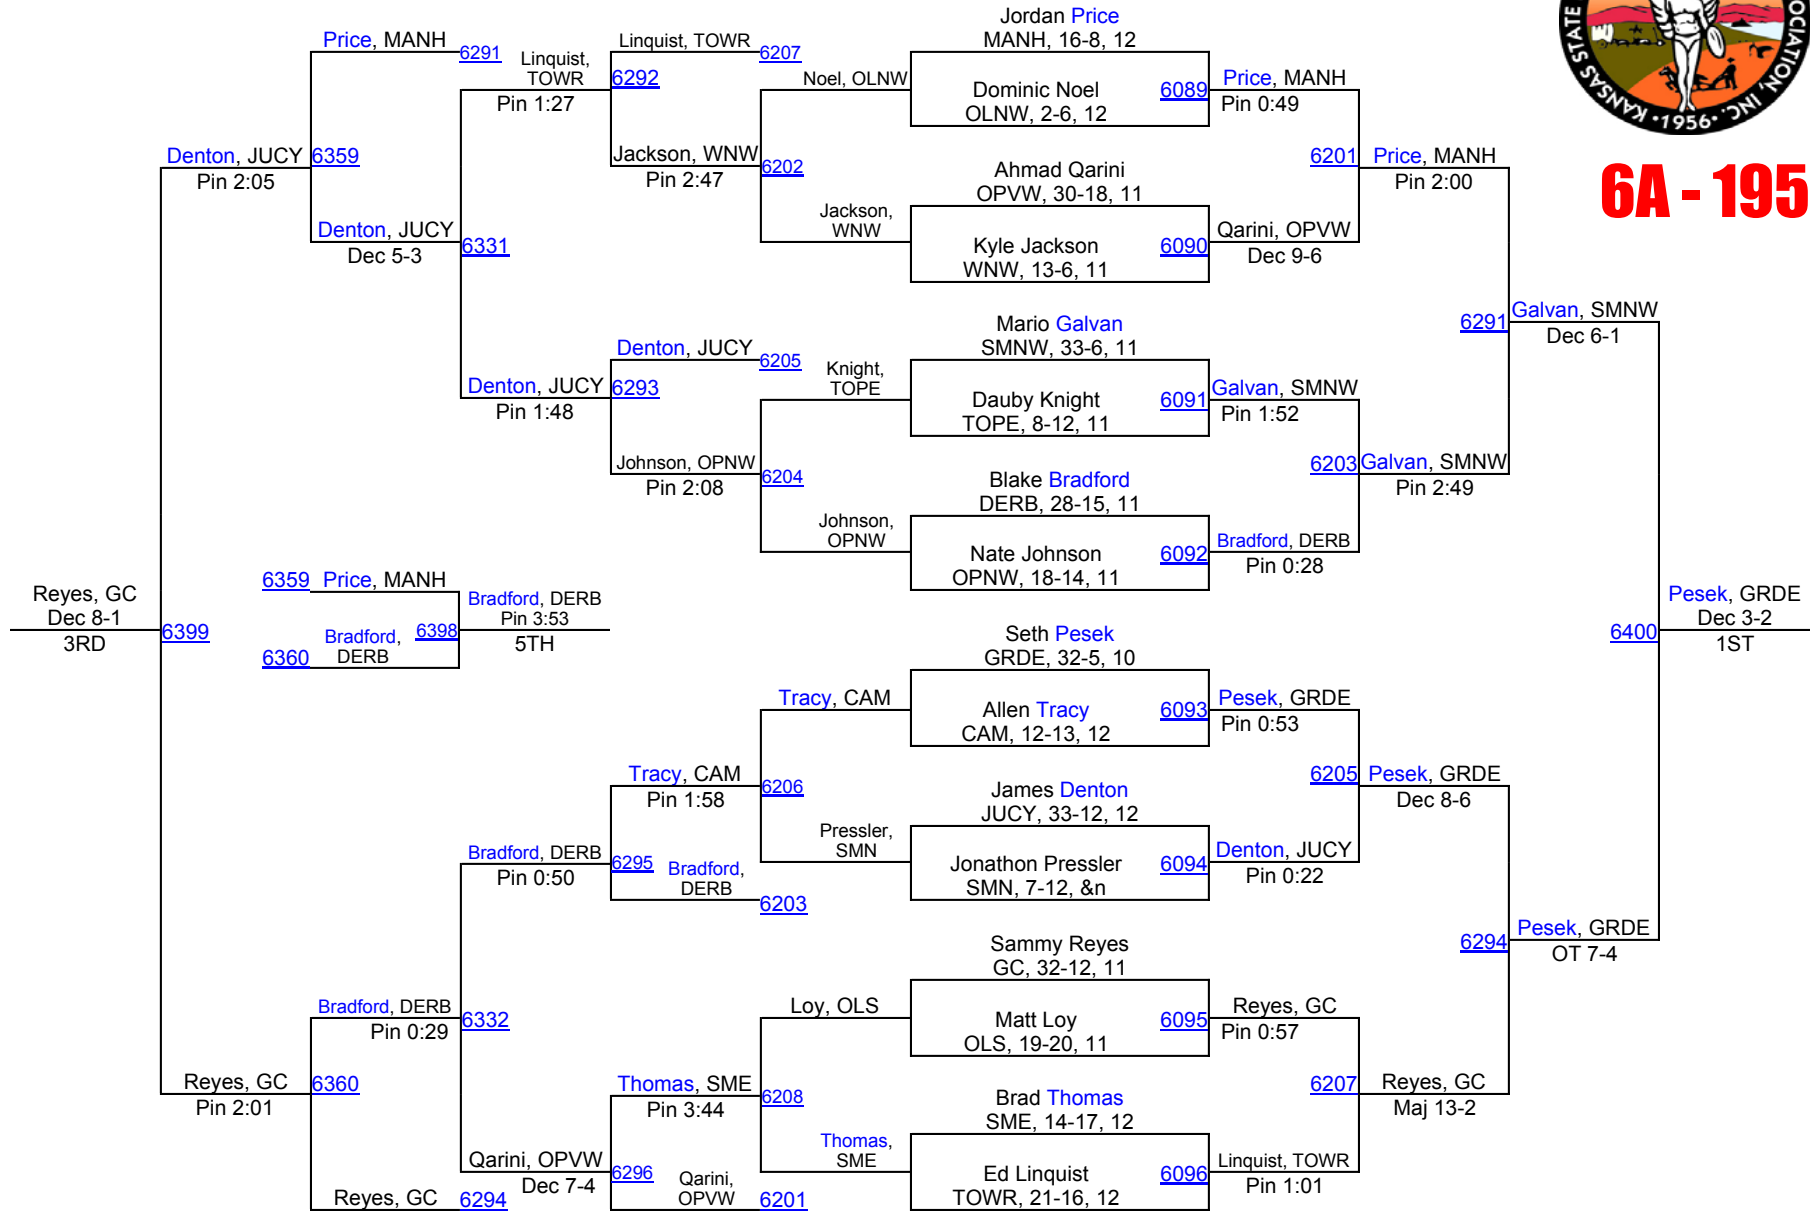 KANSAS STATE
OCIATION, INC.
•1956•
6A - 195
Price, MANH
6291
Linquist,
TOWR
Pin 1:27
Linquist, TOWR
6207
6292
Noel, OLNW
Jordan Price
MANH, 16-8, 12
Dominic Noel
OLNW, 2-6, 12
6089
Price, MANH
Pin 0:49
Denton, JUCY
Pin 2:05
6359
Jackson, WNW
Pin 2:47
6202
Ahmad Qarini
OPVW, 30-18, 11
6201
Price, MANH
Pin 2:00
Denton, JUCY
Dec 5-3
6331
Jackson,
WNW
Kyle Jackson
WNW, 13-6, 11
6090
Qarini, OPVW
Dec 9-6
Mario Galvan
SMNW, 33-6, 11
6291
Galvan, SMNW
Dec 6-1
Denton, JUCY
6205
Denton, JUCY
Pin 1:48
6293
Knight,
TOPE
Dauby Knight
TOPE, 8-12, 11
6091
Galvan, SMNW
Pin 1:52
Johnson, OPNW
Pin 2:08
6204
Blake Bradford
DERB, 28-15, 11
6203
Galvan, SMNW
Pin 2:49
Johnson,
OPNW
Nate Johnson
OPNW, 18-14, 11
6092
Bradford, DERB
Pin 0:28
Reyes, GC
Dec 8-1
3RD
6399
6359
Price, MANH
Bradford,
DERB
6360
6398
Bradford, DERB
Pin 3:53
5TH
6400
Pesek, GRDE
Dec 3-2
1ST
Seth Pesek
GRDE, 32-5, 10
Tracy, CAM
Allen Tracy
CAM, 12-13, 12
6093
Pesek, GRDE
Pin 0:53
Tracy, CAM
Pin 1:58
6206
James Denton
JUCY, 33-12, 12
6205
Pesek, GRDE
Dec 8-6
Bradford, DERB
Pin 0:50
6295
Bradford,
DERB
6203
Pressler,
SMN
Jonathon Pressler
SMN, 7-12, &n
6094
Denton, JUCY
Pin 0:22
Sammy Reyes
GC, 32-12, 11
6294
Pesek, GRDE
OT 7-4
Bradford, DERB
Pin 0:29
6332
Loy, OLS
Matt Loy
OLS, 19-20, 11
6095
Reyes, GC
Pin 0:57
Reyes, GC
Pin 2:01
6360
Thomas, SME
Pin 3:44
6208
Brad Thomas
SME, 14-17, 12
6207
Reyes, GC
Maj 13-2
Reyes, GC
6294
Qarini, OPVW
Dec 7-4
6296
Qarini,
OPVW
6201
Thomas,
SME
Ed Linquist
TOWR, 21-16, 12
6096
Linquist, TOWR
Pin 1:01